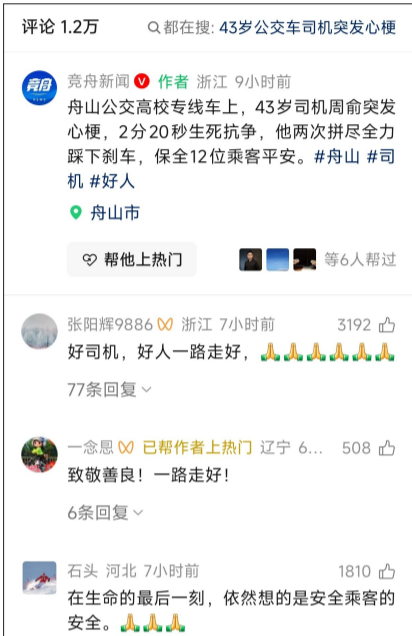 评论 1.2万
都在搜: 43岁公交车司机突发心梗
竞舟
竞舟新闻 作者 浙江 9小时前
舟山公交高校专线车上，43岁司机周俞突发
心梗，2分20秒生死抗争，他两次拼尽全力
踩下刹车，保全12位乘客平安。#舟山 #司
机 #好人
舟山市
帮他上热门
等6人帮过
张阳辉9886 浙江 7小时前 3192
好司机，好人一路走好，🙏🙏🙏🙏🙏🙏
77条回复
一念恩 已帮作者上热门 辽宁 6... 508
致敬善良！一路走好！
6条回复
石头 河北 7小时前 1810
在生命的最后一刻，依然想的是安全乘客的
安全。🙏🙏🙏